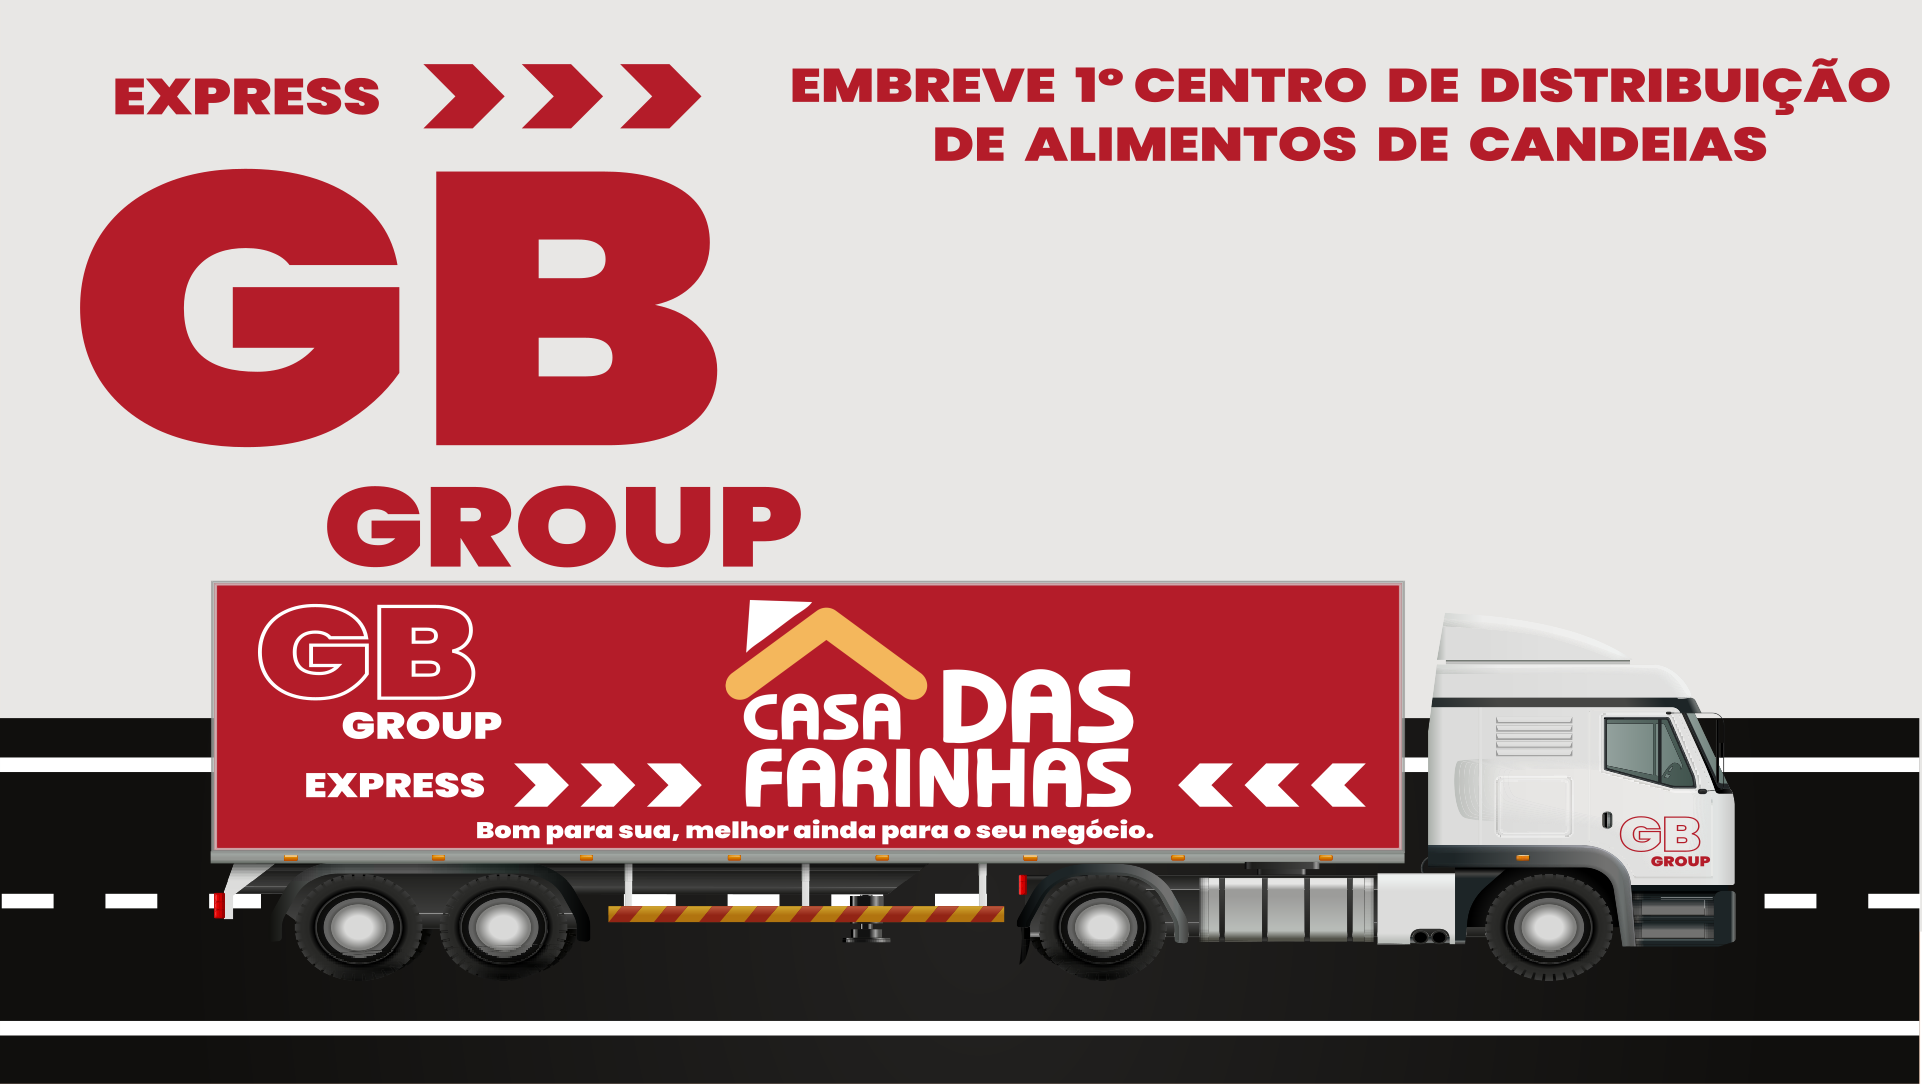 EXPRESS
EMBREVE 1º CENTRO DE DISTRIBUIÇÃO
DE ALIMENTOS DE CANDEIAS
GB
GROUP
GB
GROUP
EXPRESS
CASA DAS
FARINHAS
Bom para sua, melhor ainda para o seu negócio.
GB
GROUP